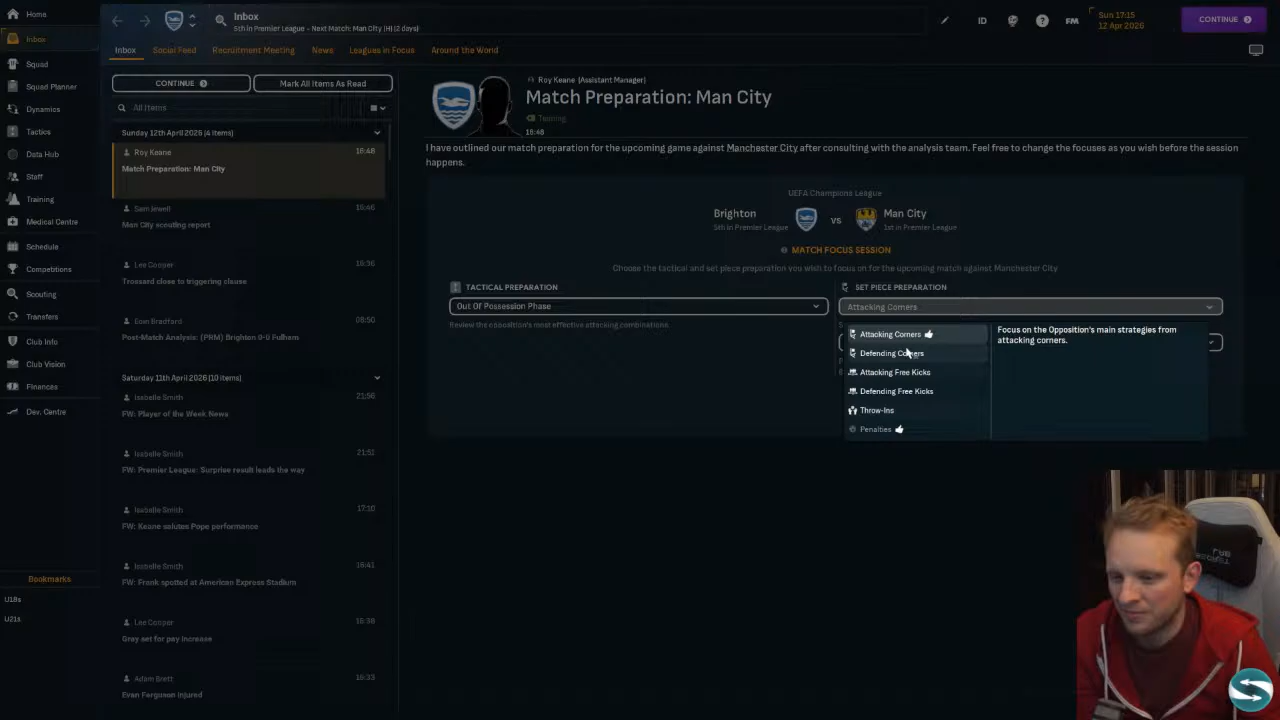 Home
Inbox
Squad
Squad Planner
Dynamics
Tactics
Data Hub
Staff
Training
Medical Centre
Schedule
Competitions
Scouting
Transfers
Club Info
Club Vision
Finances
Dev. Centre
Bookmarks
U18s
U21s
Inbox
5th in Premier League - Next Match: Man City (H) (2 days)
ID
FM
Sun 17:15
12 Apr 2026
CONTINUE
Inbox
Social Feed
Recruitment Meeting
News
Leagues in Focus
Around the World
CONTINUE
Mark All Items As Read
All Items
Sunday 12th April 2026 (4 items)
Roy Keane
16:48
Match Preparation: Man City
Sam Jewell
16:46
Man City scouting report
Lee Cooper
16:36
Trossard close to triggering clause
Eoin Bradford
08:50
Post-Match Analysis: (PRM) Brighton 0-0 Fulham
Saturday 11th April 2026 (10 items)
Isabelle Smith
21:56
FW: Player of the Week News
Isabelle Smith
21:52
FW: Premier League: Surprise result leads the way
Isabelle Smith
17:10
FW: Keane salutes Pope performance
Isabelle Smith
16:41
FW: Frank spotted at American Express Stadium
Lee Cooper
16:38
Gray set for pay increase
Adam Brett
16:33
Evan Ferguson injured
Roy Keane (Assistant Manager)
Match Preparation: Man City
Training
16:48
I have outlined our match preparation for the upcoming game against Manchester City after consulting with the analysis team. Feel free to change the focuses as you wish before the session
happens.
UEFA Champions League
Brighton
5th in Premier League
vs
Man City
1st in Premier League
MATCH FOCUS SESSION
Choose the tactical and set piece preparation you wish to focus on for the upcoming match against Manchester City
TACTICAL PREPARATION
Out Of Possession Phase
Review the opposition's most effective attacking combinations.
SET PIECE PREPARATION
Attacking Corners
Attacking Corners
Defending Corners
Attacking Free Kicks
Defending Free Kicks
Throw-Ins
Penalties
Focus on the Opposition's main strategies from
attacking corners.